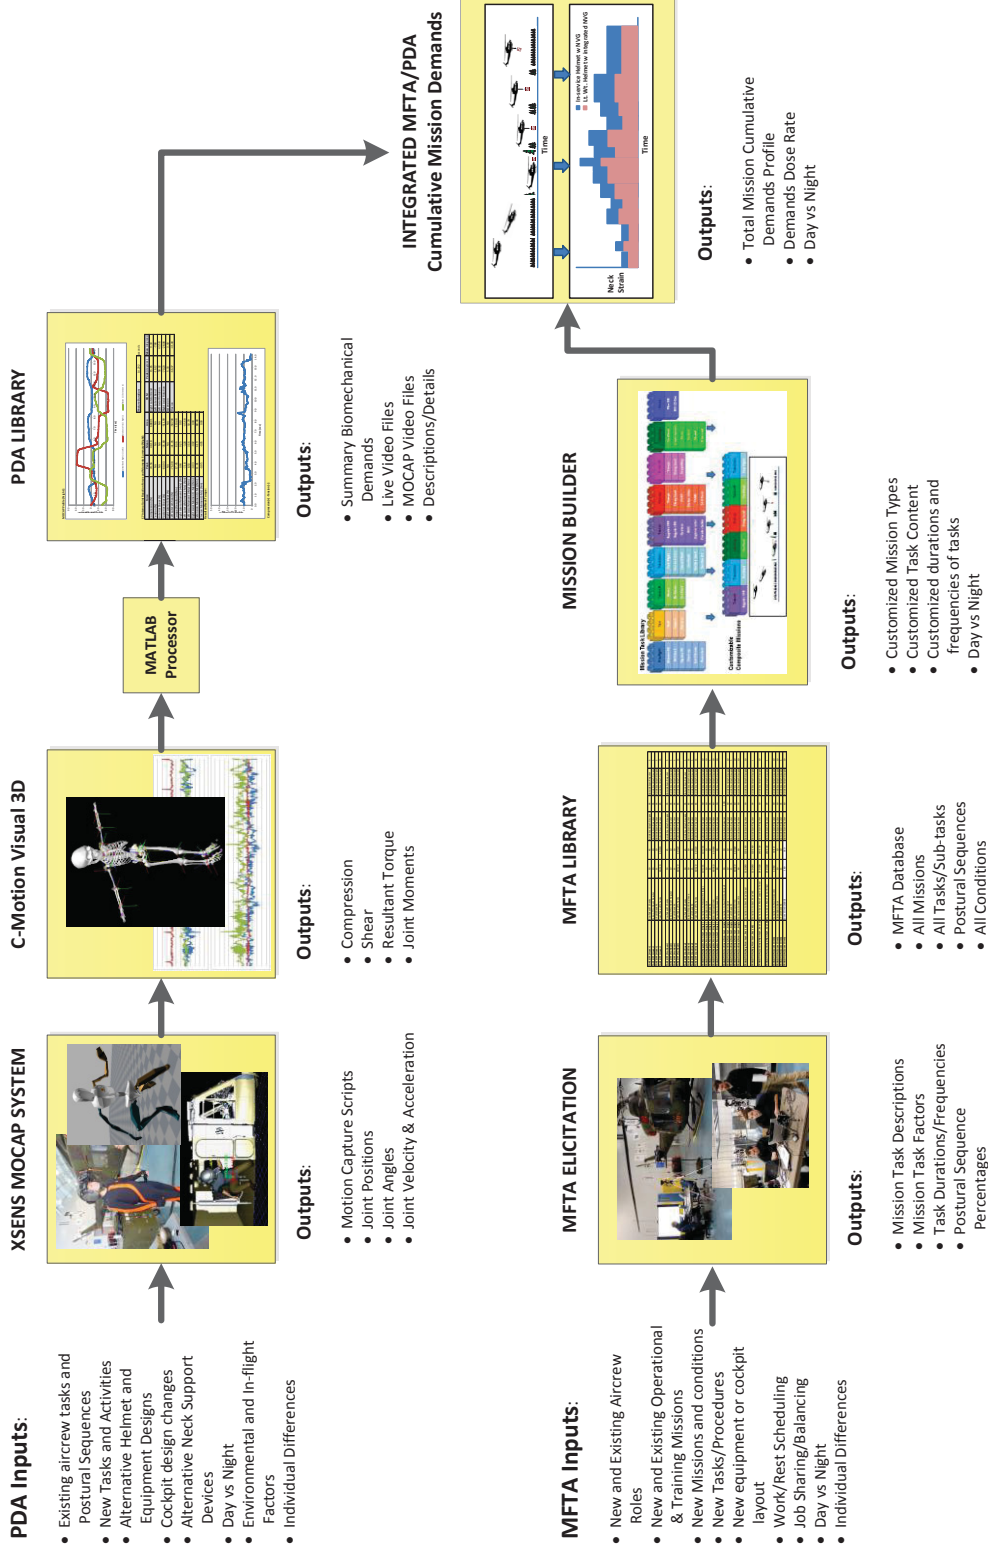 PDA Inputs:
• Existing aircrew tasks and
Postural Sequences
• New Tasks and Activities
• Alternative Helmet and
Equipment Designs
• Cockpit design changes
• Alternative Neck Support
Devices
• Day vs Night
• Environmental and In-flight
Factors
• Individual Differences
XSENS MOCAP SYSTEM
Outputs:
• Motion Capture Scripts
• Joint Positions
• Joint Angles
• Joint Velocity & Acceleration
C-Motion Visual 3D
Outputs:
• Compression
• Shear
• Resultant Torque
• Joint Moments
MATLAB
Processor
PDA LIBRARY
Outputs:
• Summary Biomechanical
Demands
• Live Video Files
• MOCAP Video Files
• Descriptions/Details
MFTA Inputs:
• New and Existing Aircrew
Roles
• New and Existing Operational
& Training Missions
• New Missions and conditions
• New Tasks/Procedures
• New equipment or cockpit
layout
• Work/Rest Scheduling
• Job Sharing/Balancing
• Day vs Night
• Individual Differences
MFTA ELICITATION
Outputs:
• Mission Task Descriptions
• Mission Task Factors
• Task Durations/Frequencies
• Postural Sequence
Percentages
MFTA LIBRARY
Outputs:
• MFTA Database
• All Missions
• All Tasks/Sub-tasks
• Postural Sequences
• All Conditions
MISSION BUILDER
Mission Task Library
Customizable
Composite Missions
Outputs:
• Customized Mission Types
• Customized Task Content
• Customized durations and
frequencies of tasks
• Day vs Night
INTEGRATED MFTA/PDA
Cumulative Mission Demands
Time
In-service Helmet w NVG
Lt. Wt. Helmet w integrated NVG
Neck
Strain
Time
Outputs:
• Total Mission Cumulative
Demands Profile
• Demands Dose Rate
• Day vs Night